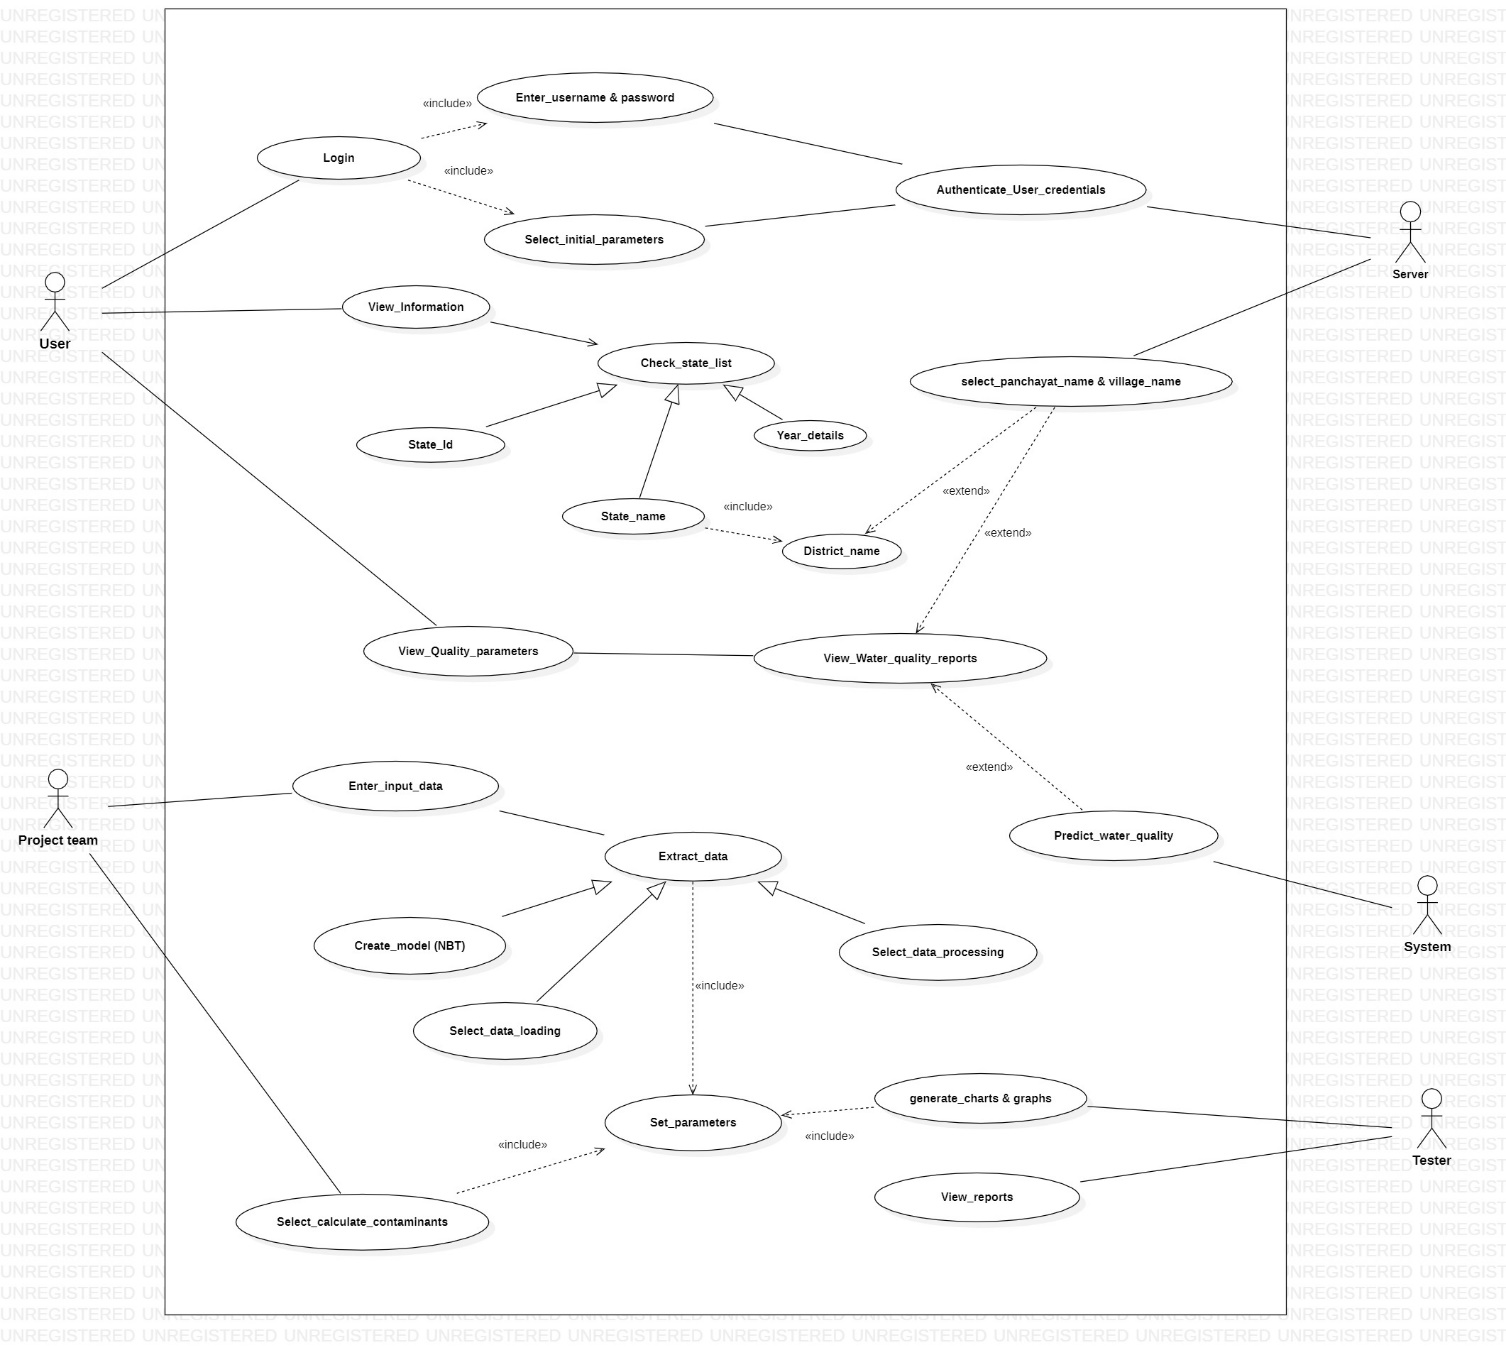 Enter_username & password
«include»
Login
«include»
Authenticate_User_credentials
Select_initial_parameters
Server
View_Information
User
Check_state_list
select_panchayat_name & village_name
State_Id
Year_details
«extend»
State_name
«include»
«extend»
District_name
View_Quality_parameters
View_Water_quality_reports
«extend»
Enter_input_data
Project team
Predict_water_quality
Extract_data
System
Create_model (NBT)
Select_data_processing
«include»
Select_data_loading
generate_charts & graphs
Set_parameters
«include»
«include»
Tester
View_reports
Select_calculate_contaminants
UNREGISTERED UNREGISTERED UNREGISTERED UNREGISTERED UNREGISTERED UNREGISTERED UNREGISTERED UNREGISTERED UNREGISTERED UNREGISTERED UNREGIST